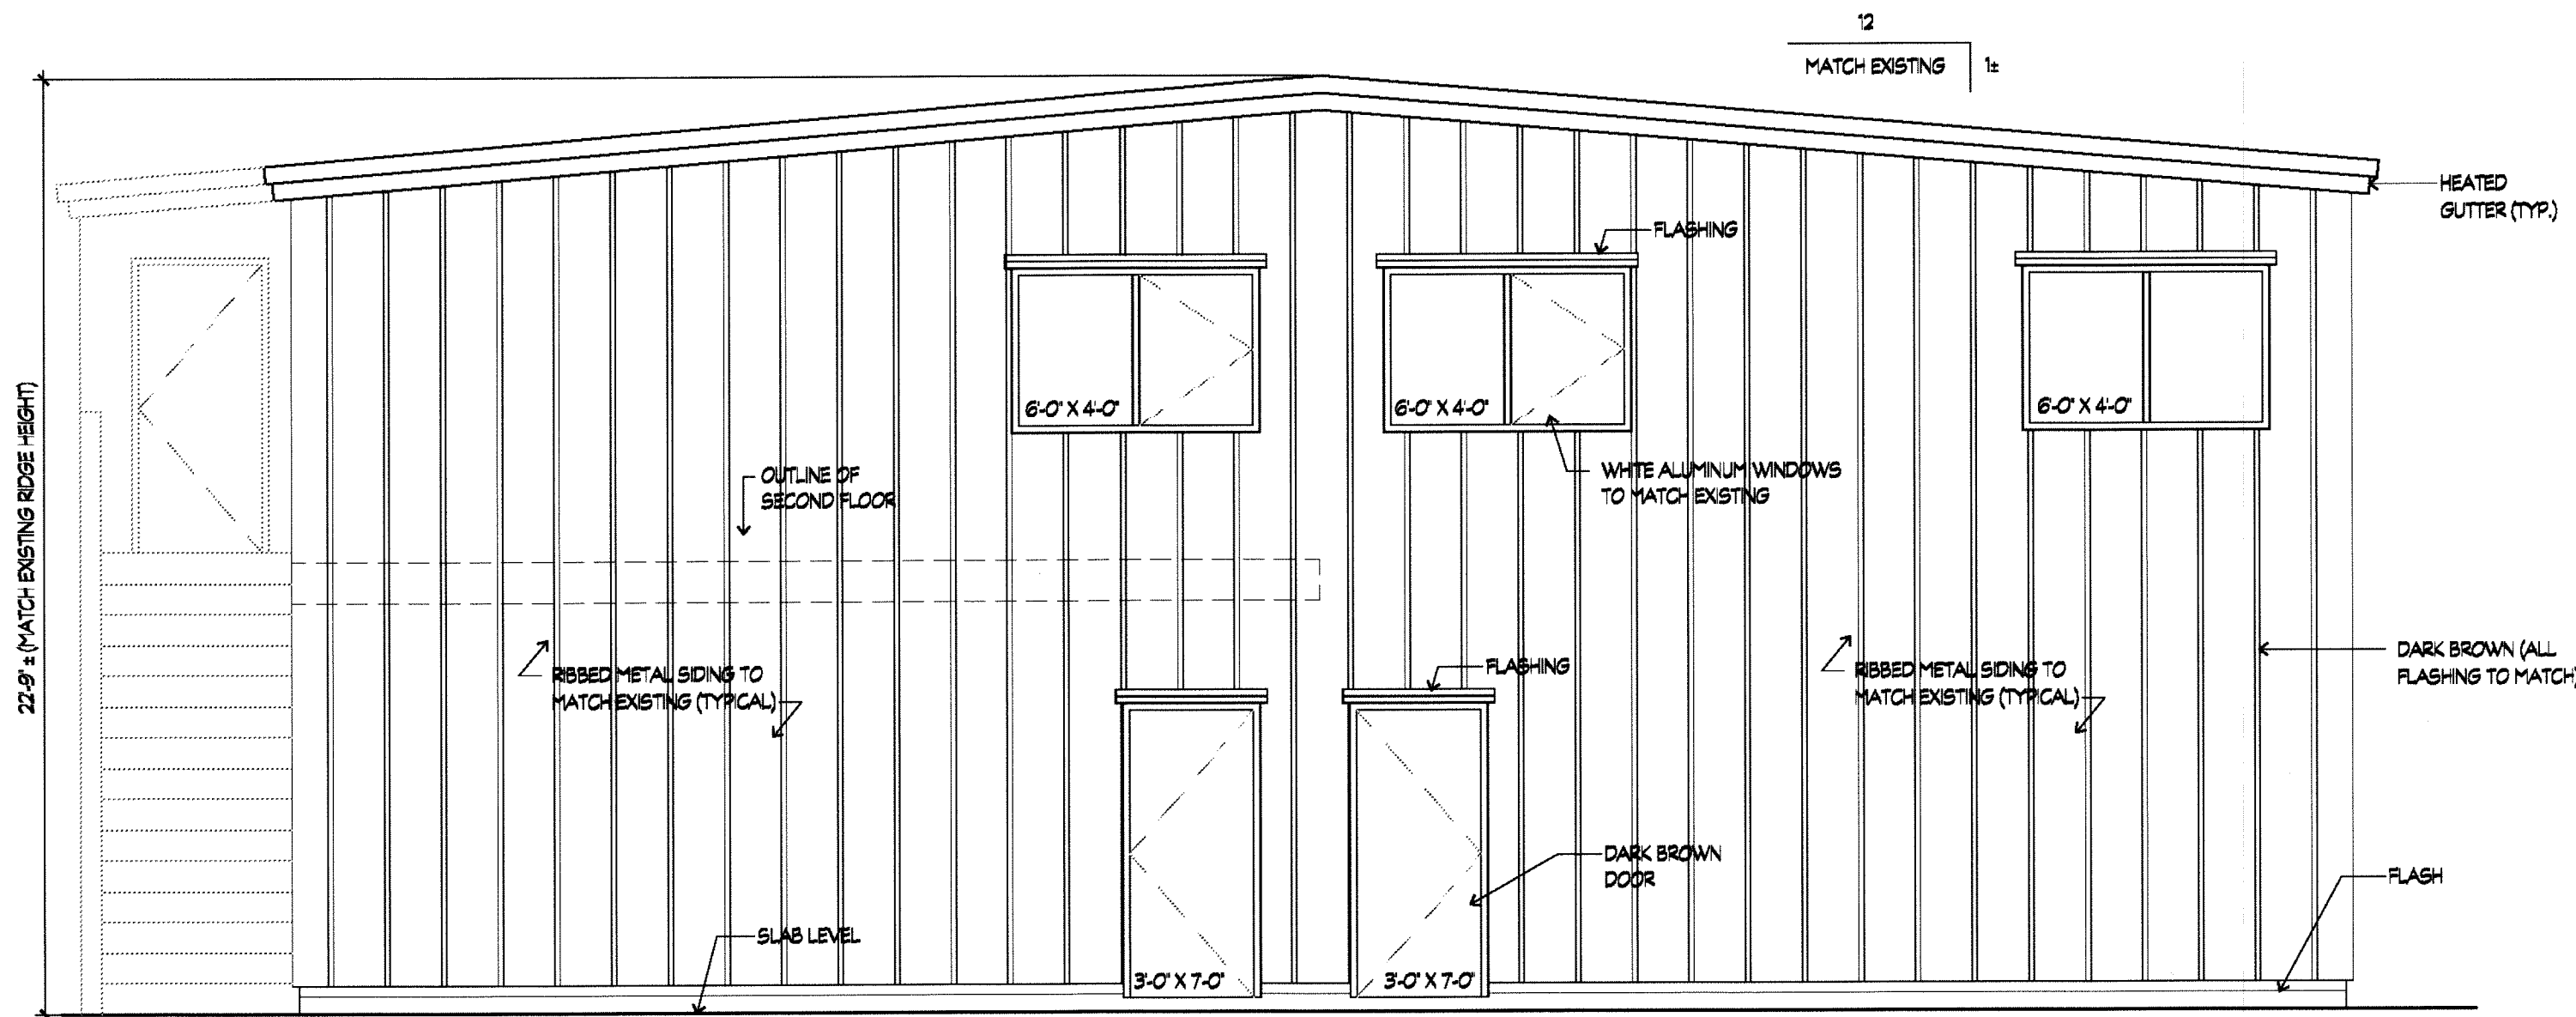 12
MATCH EXISTING
1±
HEATED
GUTTER (TYP.)
FLASHING
6'-0" X 4'-0"
6'-0" X 4'-0"
6'-0" X 4'-0"
22'-9" ± (MATCH EXISTING RIDGE HEIGHT)
OUTLINE OF
SECOND FLOOR
WHITE ALUMINUM WINDOWS
TO MATCH EXISTING
RIBBED METAL SIDING TO
MATCH EXISTING (TYPICAL)
FLASHING
RIBBED METAL SIDING TO
MATCH EXISTING (TYPICAL)
DARK BROWN (ALL
FLASHING TO MATCH)
DARK BROWN
DOOR
FLASH
SLAB LEVEL
3'-0" X 7'-0"
3'-0" X 7'-0"